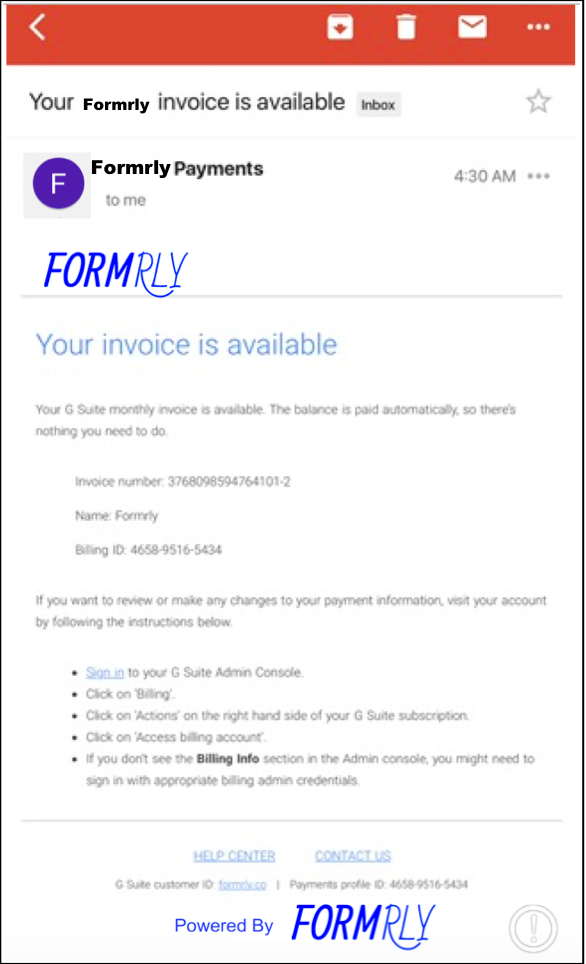 Your Formrly invoice is available Inbox
F
Formrly Payments
4:30 AM
to me
FORMRLY
Your invoice is available
Your G Suite monthly invoice is available. The balance is paid automatically, so there's
nothing you need to do.
Invoice number: 3768098594764101-2
Name: Formrly
Billing ID: 4658-9516-5434
If you want to review or make any changes to your payment information, visit your account
by following the instructions below.
• Sign in to your G Suite Admin Console.
• Click on 'Billing'.
• Click on 'Actions' on the right hand side of your G Suite subscription.
• Click on 'Access billing account'.
• If you don't see the Billing Info section in the Admin console, you might need to
sign in with appropriate billing admin credentials.
HELP CENTER CONTACT US
G Suite customer ID: formrly.co | Payments profile ID: 4658-9516-5434
Powered By FORMRLY